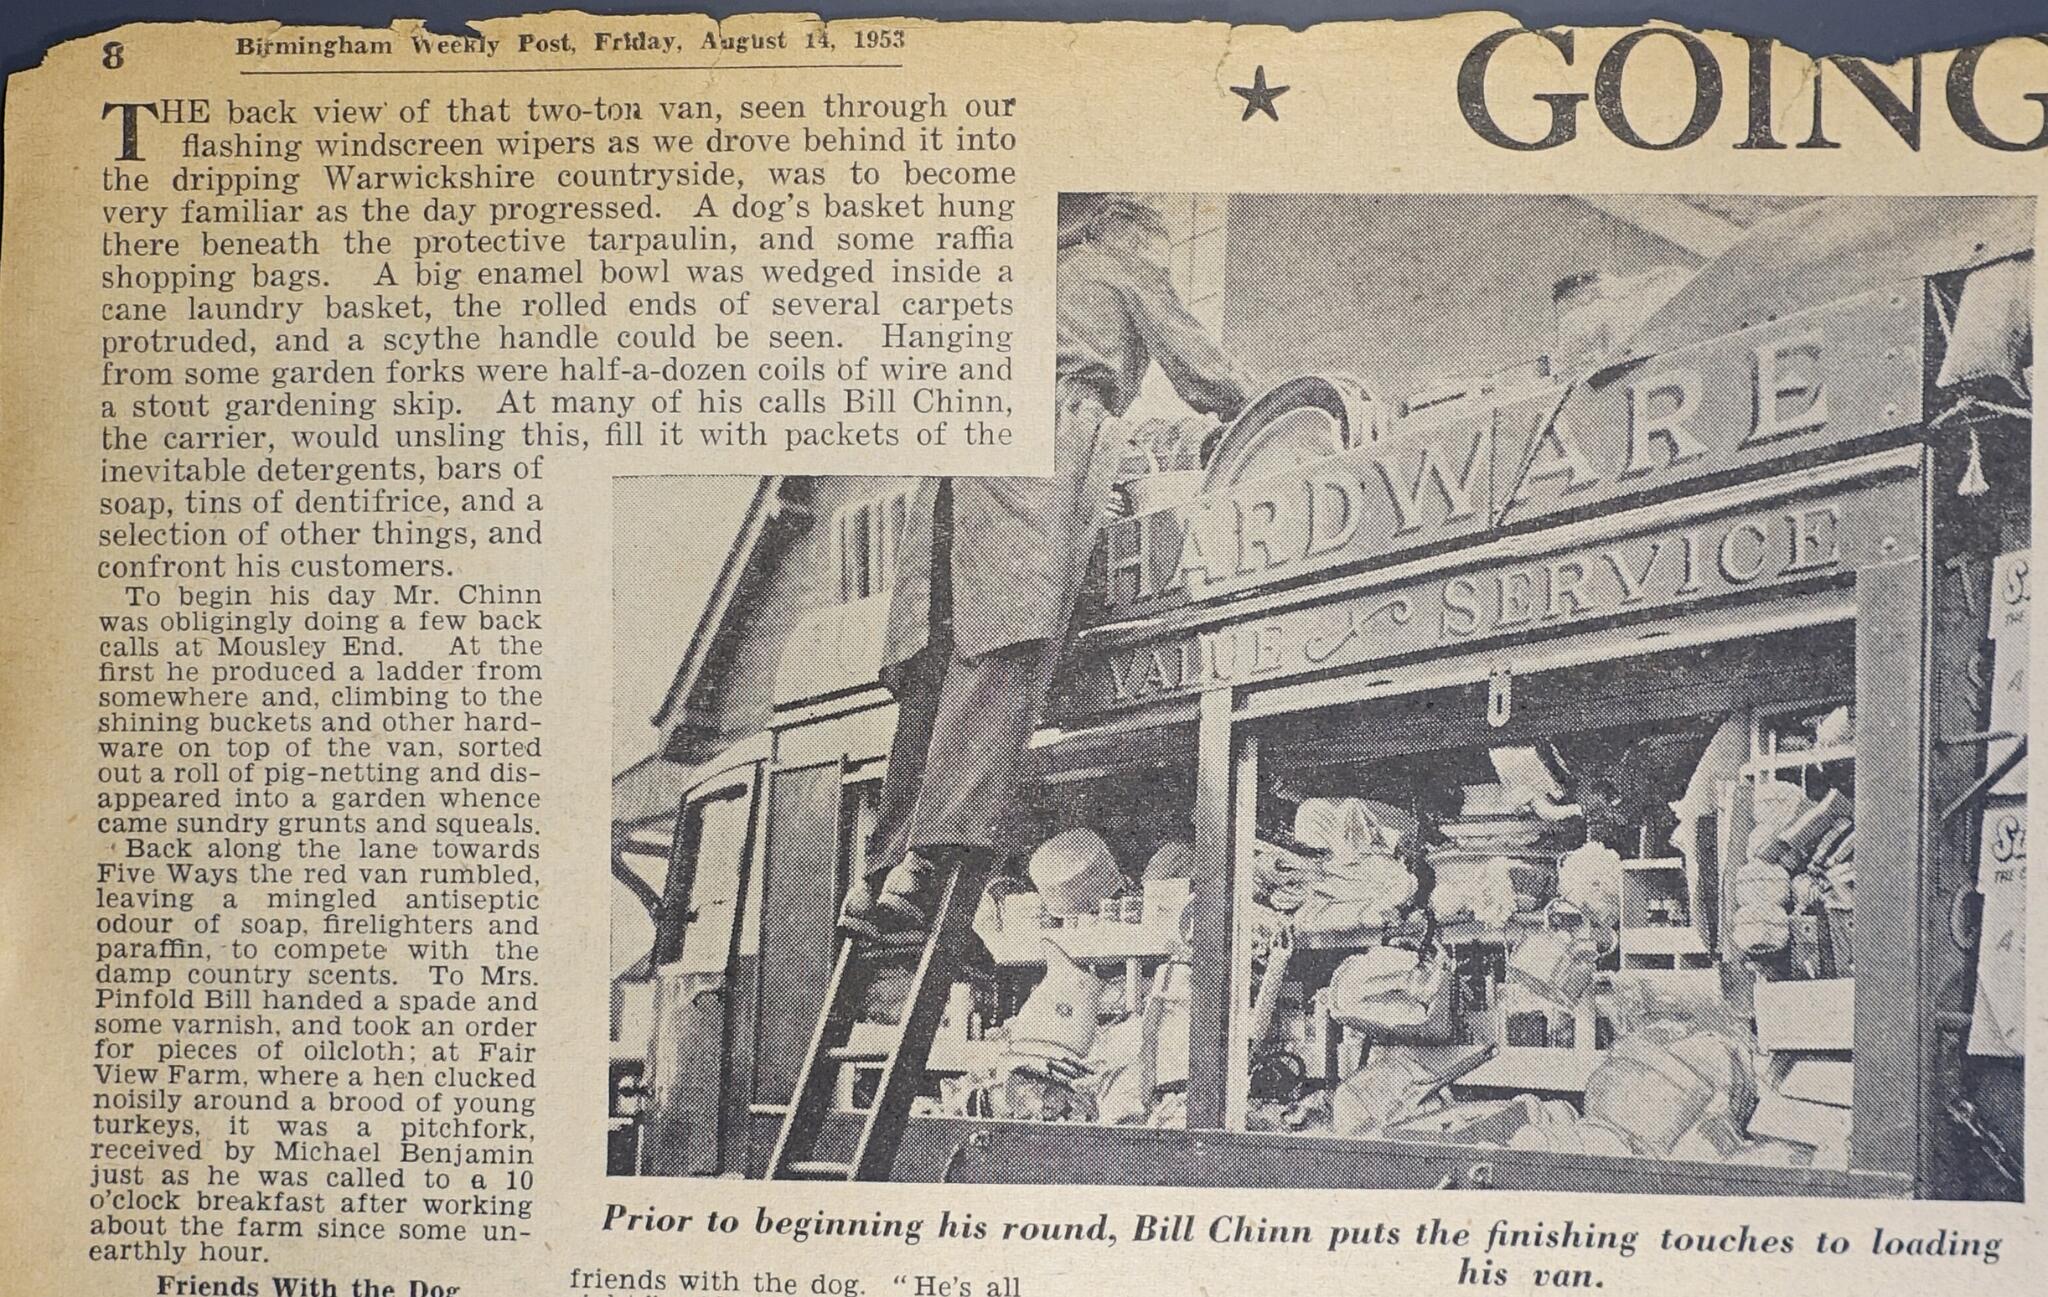 8
Birmingham Weekly Post, Friday, August 14, 1953
★ GOING
THE back view of that two-ton van, seen through our
flashing windscreen wipers as we drove behind it into
the dripping Warwickshire countryside, was to become
very familiar as the day progressed. A dog's basket hung
there beneath the protective tarpaulin, and some raffia
shopping bags. A big enamel bowl was wedged inside a
cane laundry basket, the rolled ends of several carpets
protruded, and a scythe handle could be seen. Hanging
from some garden forks were half-a-dozen coils of wire and
a stout gardening skip. At many of his calls Bill Chinn,
the carrier, would unsling this, fill it with packets of the
inevitable detergents, bars of
soap, tins of dentifrice, and a
selection of other things, and
confront his customers.
To begin his day Mr. Chinn
was obligingly doing a few back
calls at Mousley End. At the
first he produced a ladder from
somewhere and, climbing to the
shining buckets and other hard-
ware on top of the van, sorted
out a roll of pig-netting and dis-
appeared into a garden whence
came sundry grunts and squeals.
Back along the lane towards
Five Ways the red van rumbled,
leaving a mingled antiseptic
odour of soap, firelighters and
paraffin, to compete with the
damp country scents. To Mrs.
Pinfold Bill handed a spade and
some varnish, and took an order
for pieces of oilcloth; at Fair
View Farm, where a hen clucked
noisily around a brood of young
turkeys, it was a pitchfork,
received by Michael Benjamin
just as he was called to a 10
o'clock breakfast after working
about the farm since some un-
earthly hour.
Friends With the Dog
HARDWARE
VALUE & SERVICE
Prior to beginning his round, Bill Chinn puts the finishing touches to loading
his van.
friends with the dog. "He's all